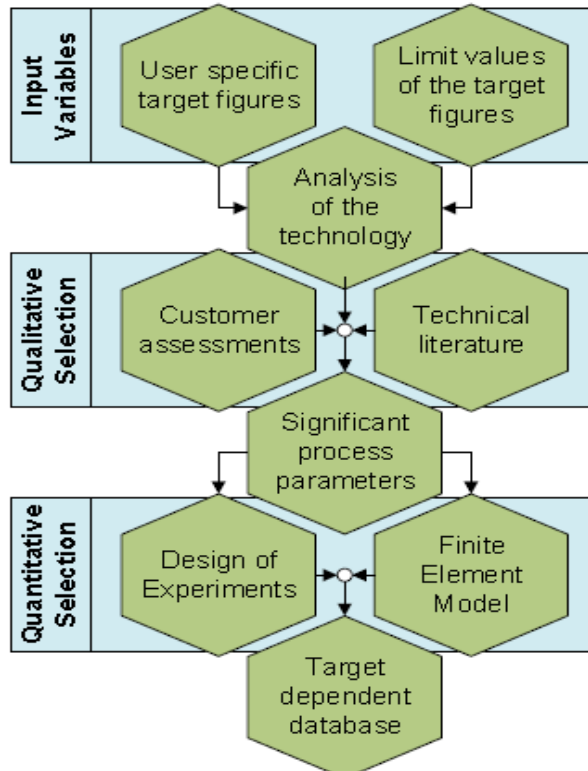 Input
Variables
User specific
target figures
Limit values
of the target
figures
Analysis
of the
technology
Qualitative
Selection
Customer
assessments
Technical
literature
Significant
process
parameters
Quantitative
Selection
Design of
Experiments
Finite
Element
Model
Target
dependent
database